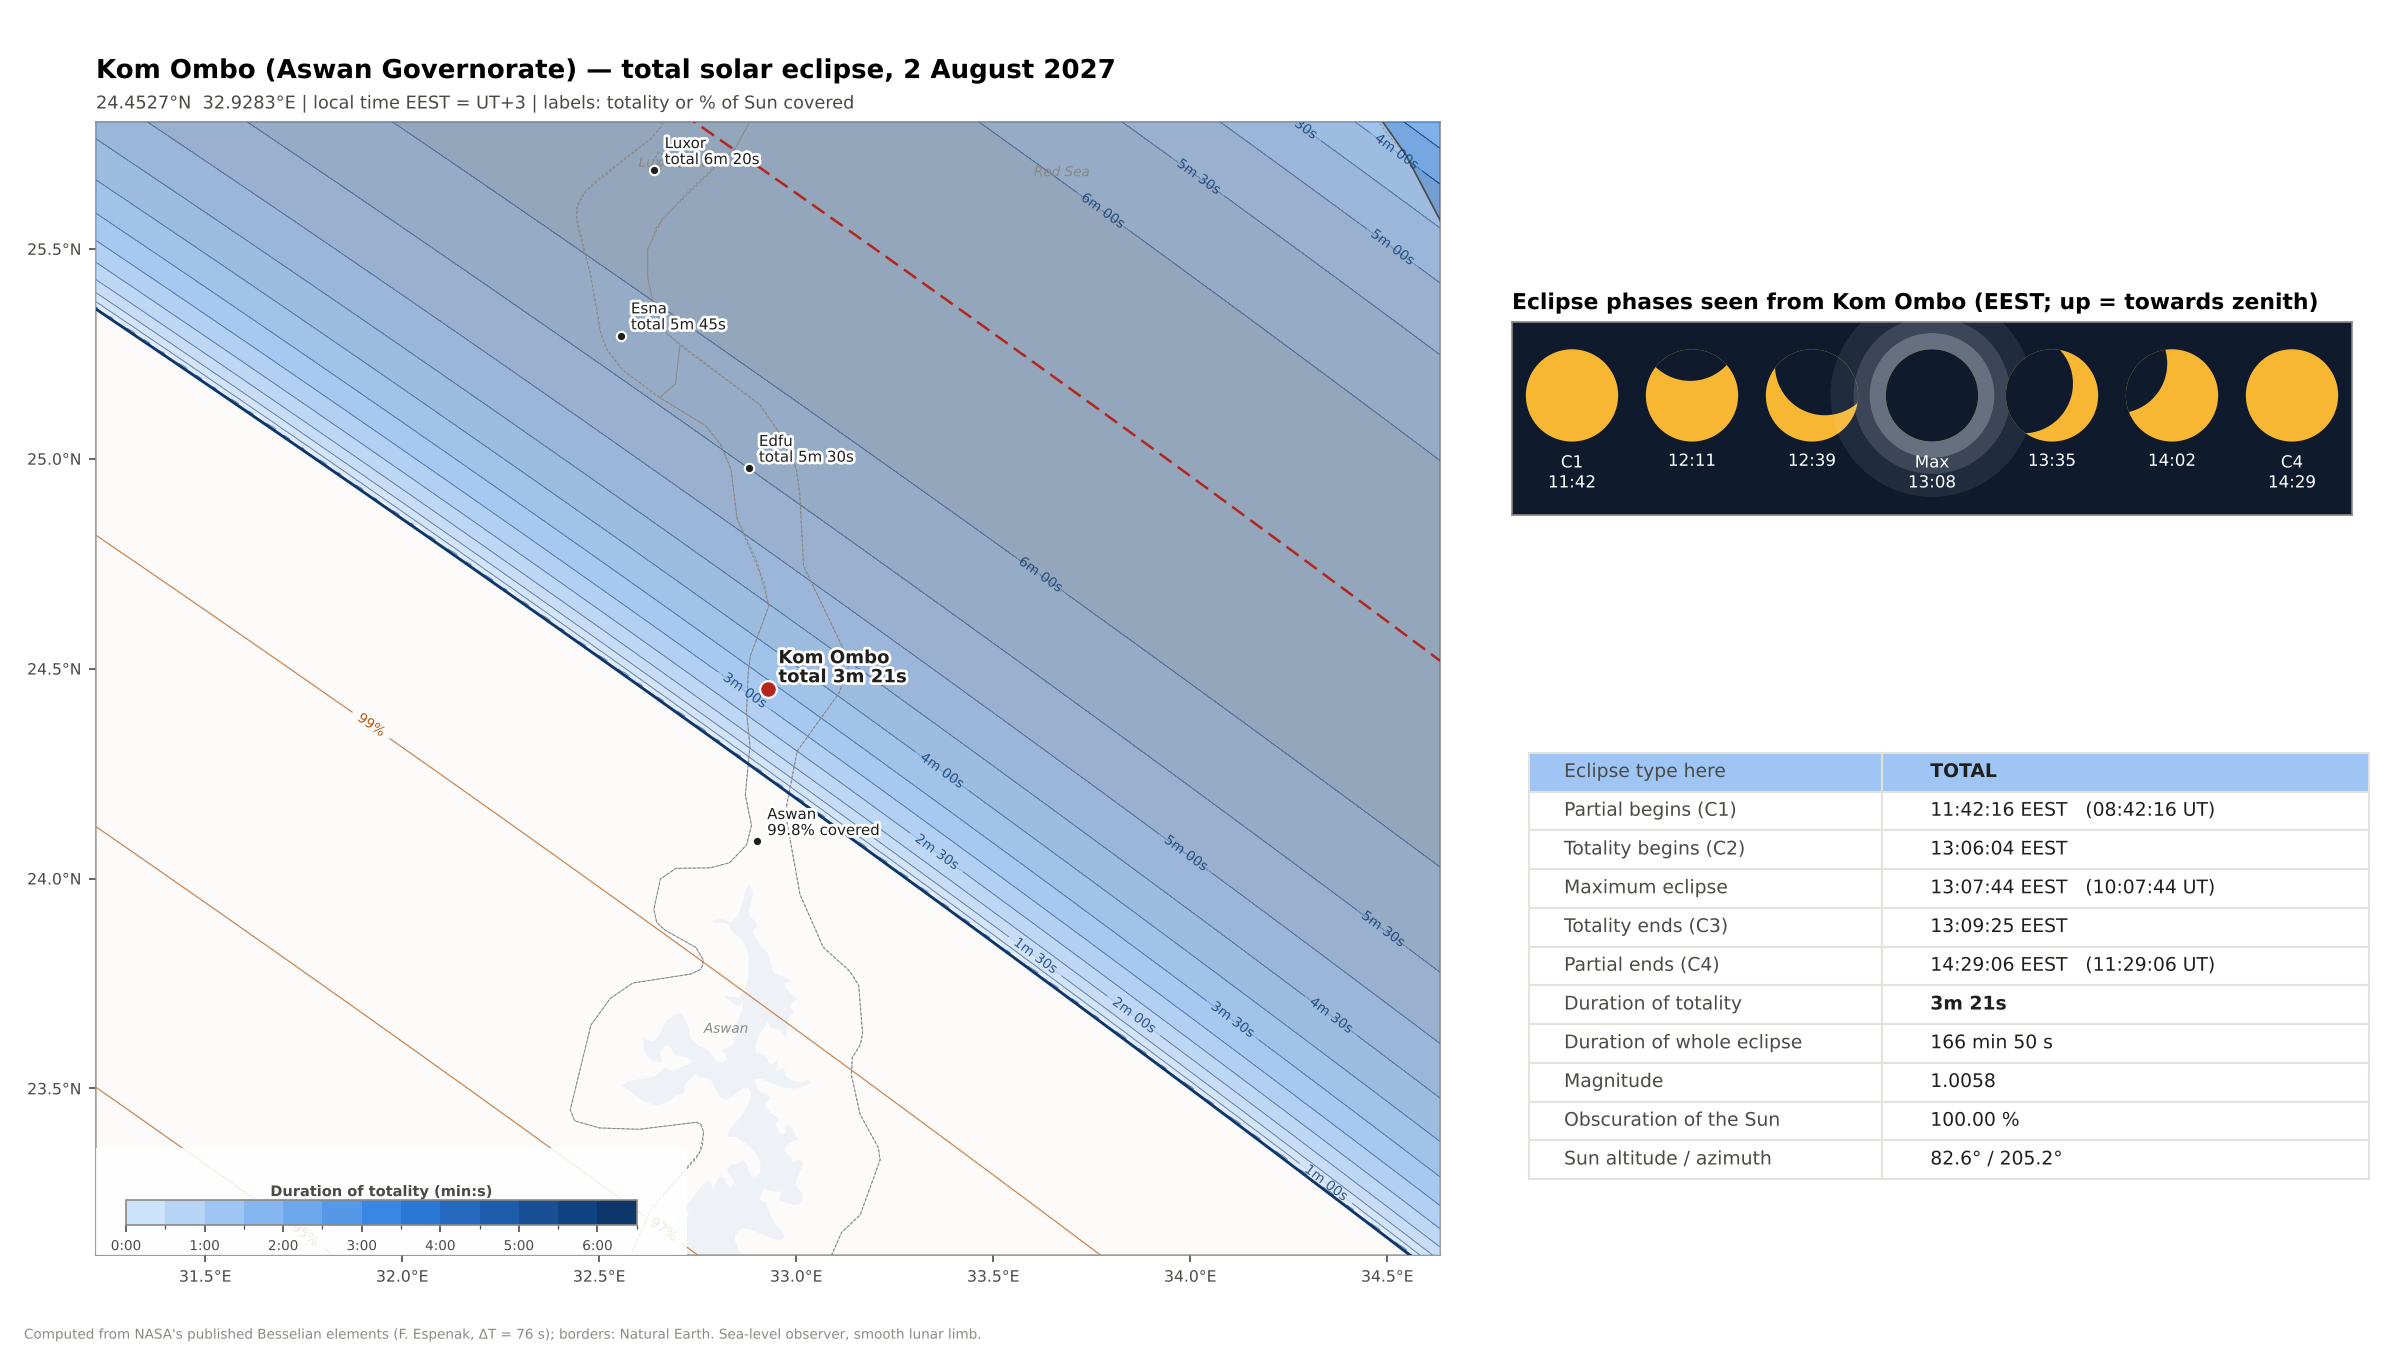 Kom Ombo (Aswan Governorate) — total solar eclipse, 2 August 2027
24.4527°N  32.9283°E | local time EEST = UT+3 | labels: totality or % of Sun covered
30s
4m 00s
5m 30s
6m 00s
5m 00s
Red Sea
Luxor
total 6m 20s
25.5°N
Esna
total 5m 45s
Edfu
total 5m 30s
25.0°N
6m 00s
Kom Ombo
total 3m 21s
24.5°N
3m 00s
99%
4m 00s
Aswan
99.8% covered
2m 30s
5m 00s
24.0°N
5m 30s
1m 30s
2m 00s
3m 30s
4m 30s
Aswan
23.5°N
1m 00s
97%
95%
Duration of totality (min:s)
0:00 1:00 2:00 3:00 4:00 5:00 6:00
31.5°E 32.0°E 32.5°E 33.0°E 33.5°E 34.0°E 34.5°E
Eclipse phases seen from Kom Ombo (EEST; up = towards zenith)
C1 12:11 12:39 Max 13:35 14:02 C4
11:42 13:08 14:29
Eclipse type here TOTAL
Partial begins (C1) 11:42:16 EEST (08:42:16 UT)
Totality begins (C2) 13:06:04 EEST
Maximum eclipse 13:07:44 EEST (10:07:44 UT)
Totality ends (C3) 13:09:25 EEST
Partial ends (C4) 14:29:06 EEST (11:29:06 UT)
Duration of totality 3m 21s
Duration of whole eclipse 166 min 50 s
Magnitude 1.0058
Obscuration of the Sun 100.00 %
Sun altitude / azimuth 82.6° / 205.2°
Computed from NASA's published Besselian elements (F. Espenak, ΔT = 76 s); borders: Natural Earth. Sea-level observer, smooth lunar limb.